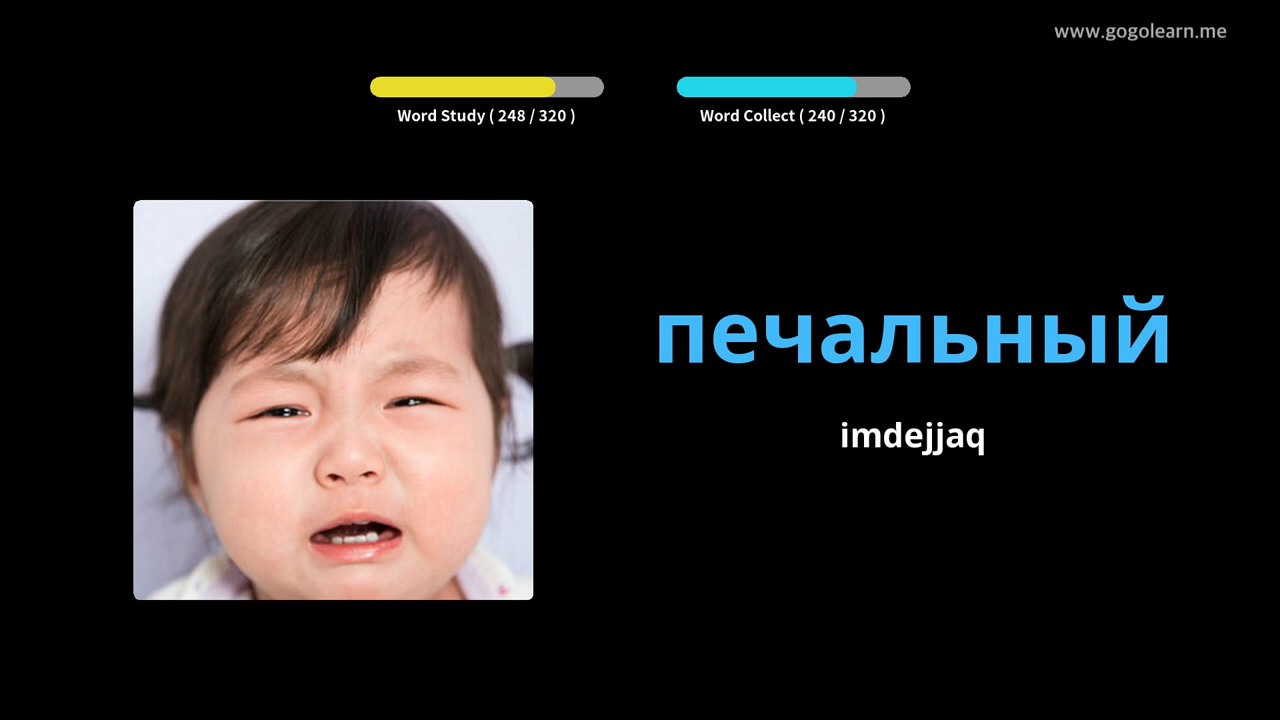 www.gogolearn.me
Word Study ( 248 / 320 )
Word Collect ( 240 / 320 )
печальный
imdejjaq